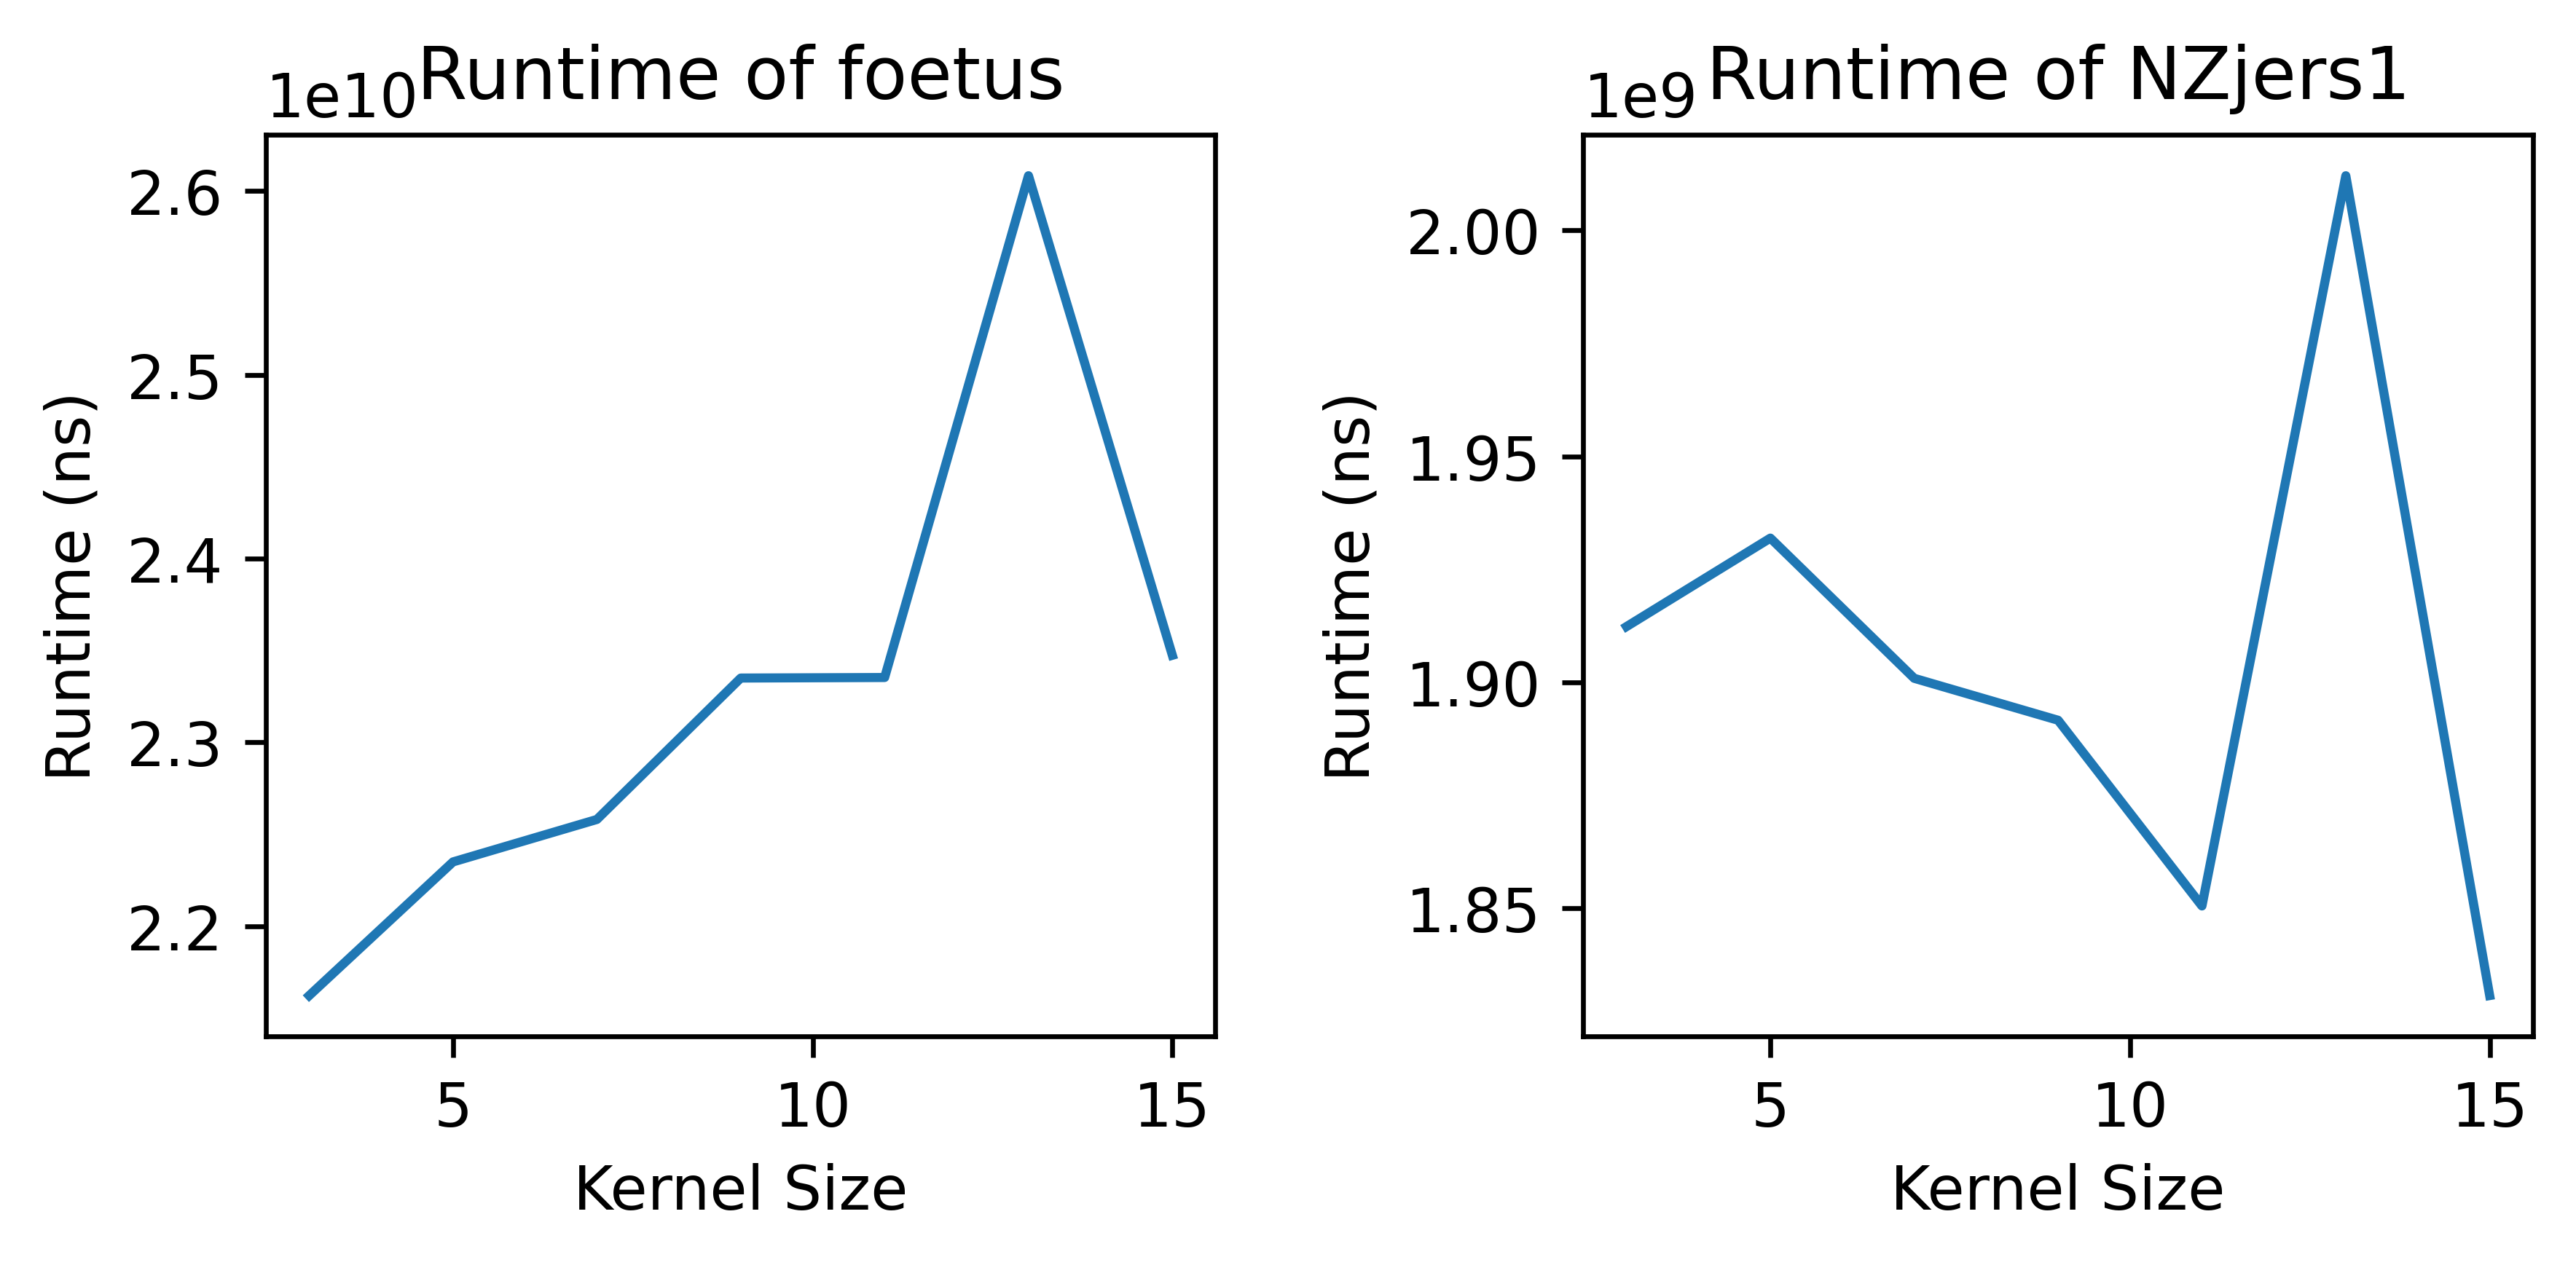 Runtime of foetus
1e10
2.6
2.5
2.4
2.3
2.2
Runtime (ns)
5 10 15
Kernel Size
Runtime of NZjers1
1e9
2.00
1.95
1.90
1.85
Runtime (ns)
5 10 15
Kernel Size